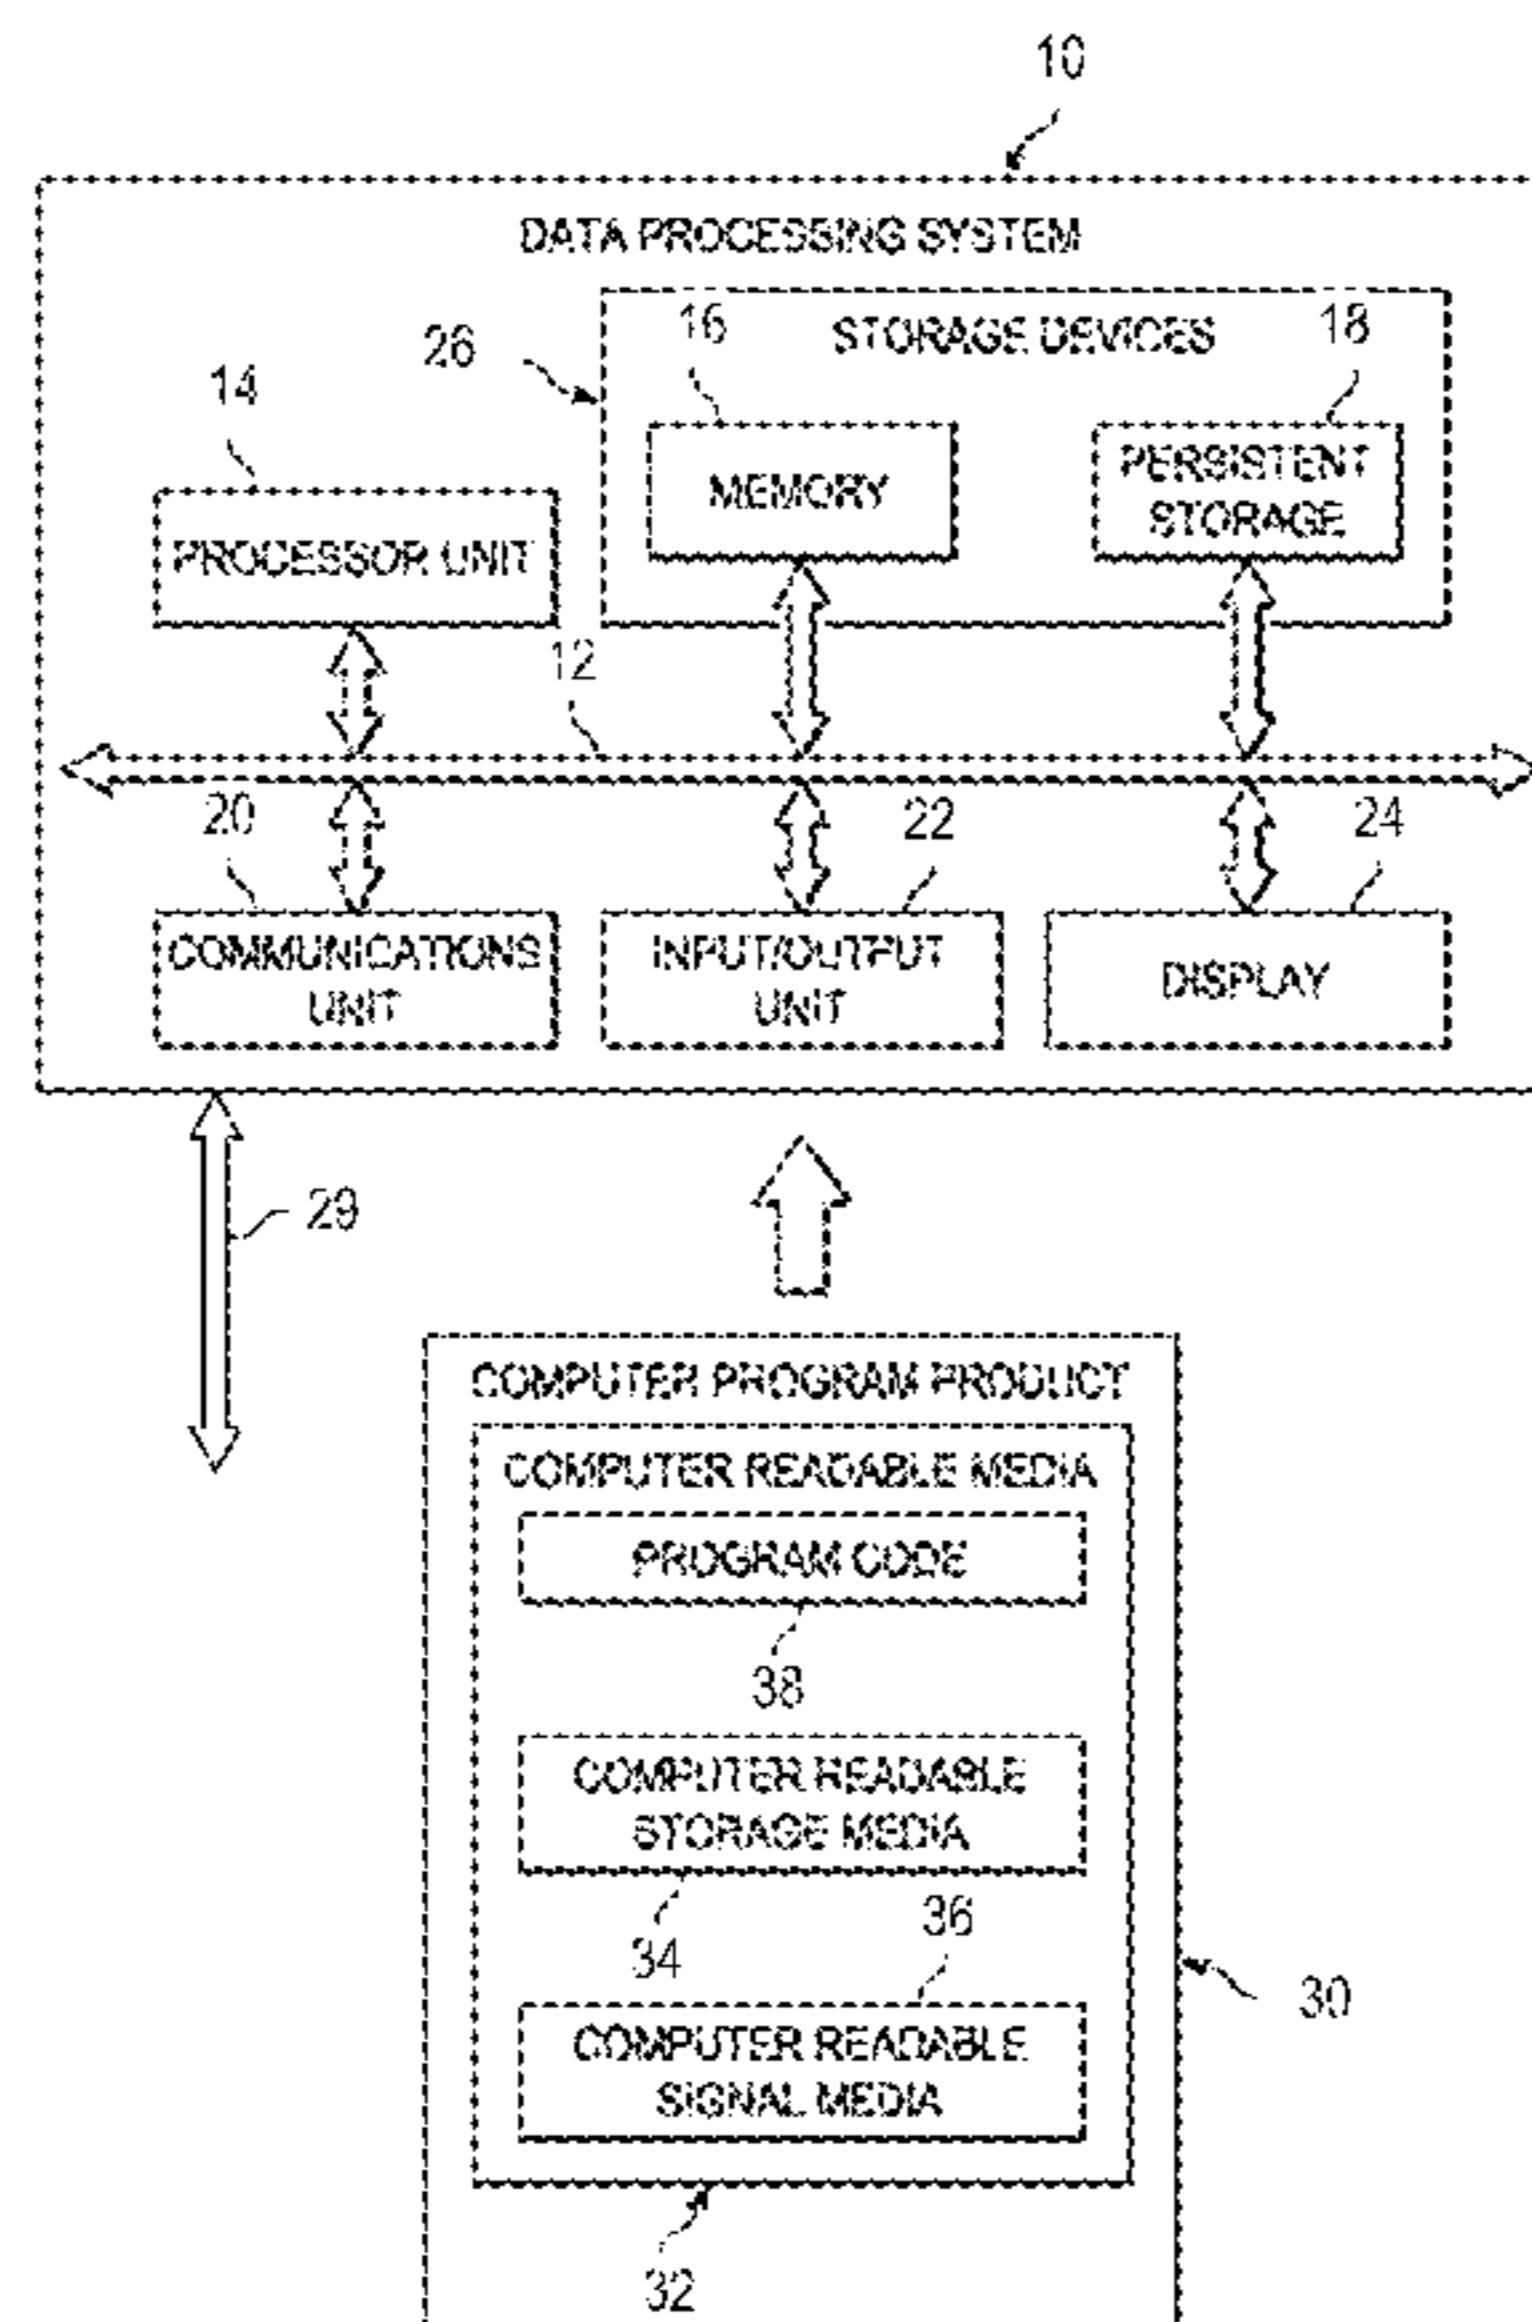 10
DATA PROCESSING SYSTEM
16
STORAGE DEVICES
18
26
14
MEMORY
PERSISTENT
STORAGE
PROCESSOR UNIT
12
20
22
24
COMMUNICATIONS
UNIT
INPUT/OUTPUT
UNIT
DISPLAY
29
COMPUTER PROGRAM PRODUCT
COMPUTER READABLE MEDIA
PROGRAM CODE
38
COMPUTER READABLE
STORAGE MEDIA
34
36
30
COMPUTER READABLE
SIGNAL MEDIA
32